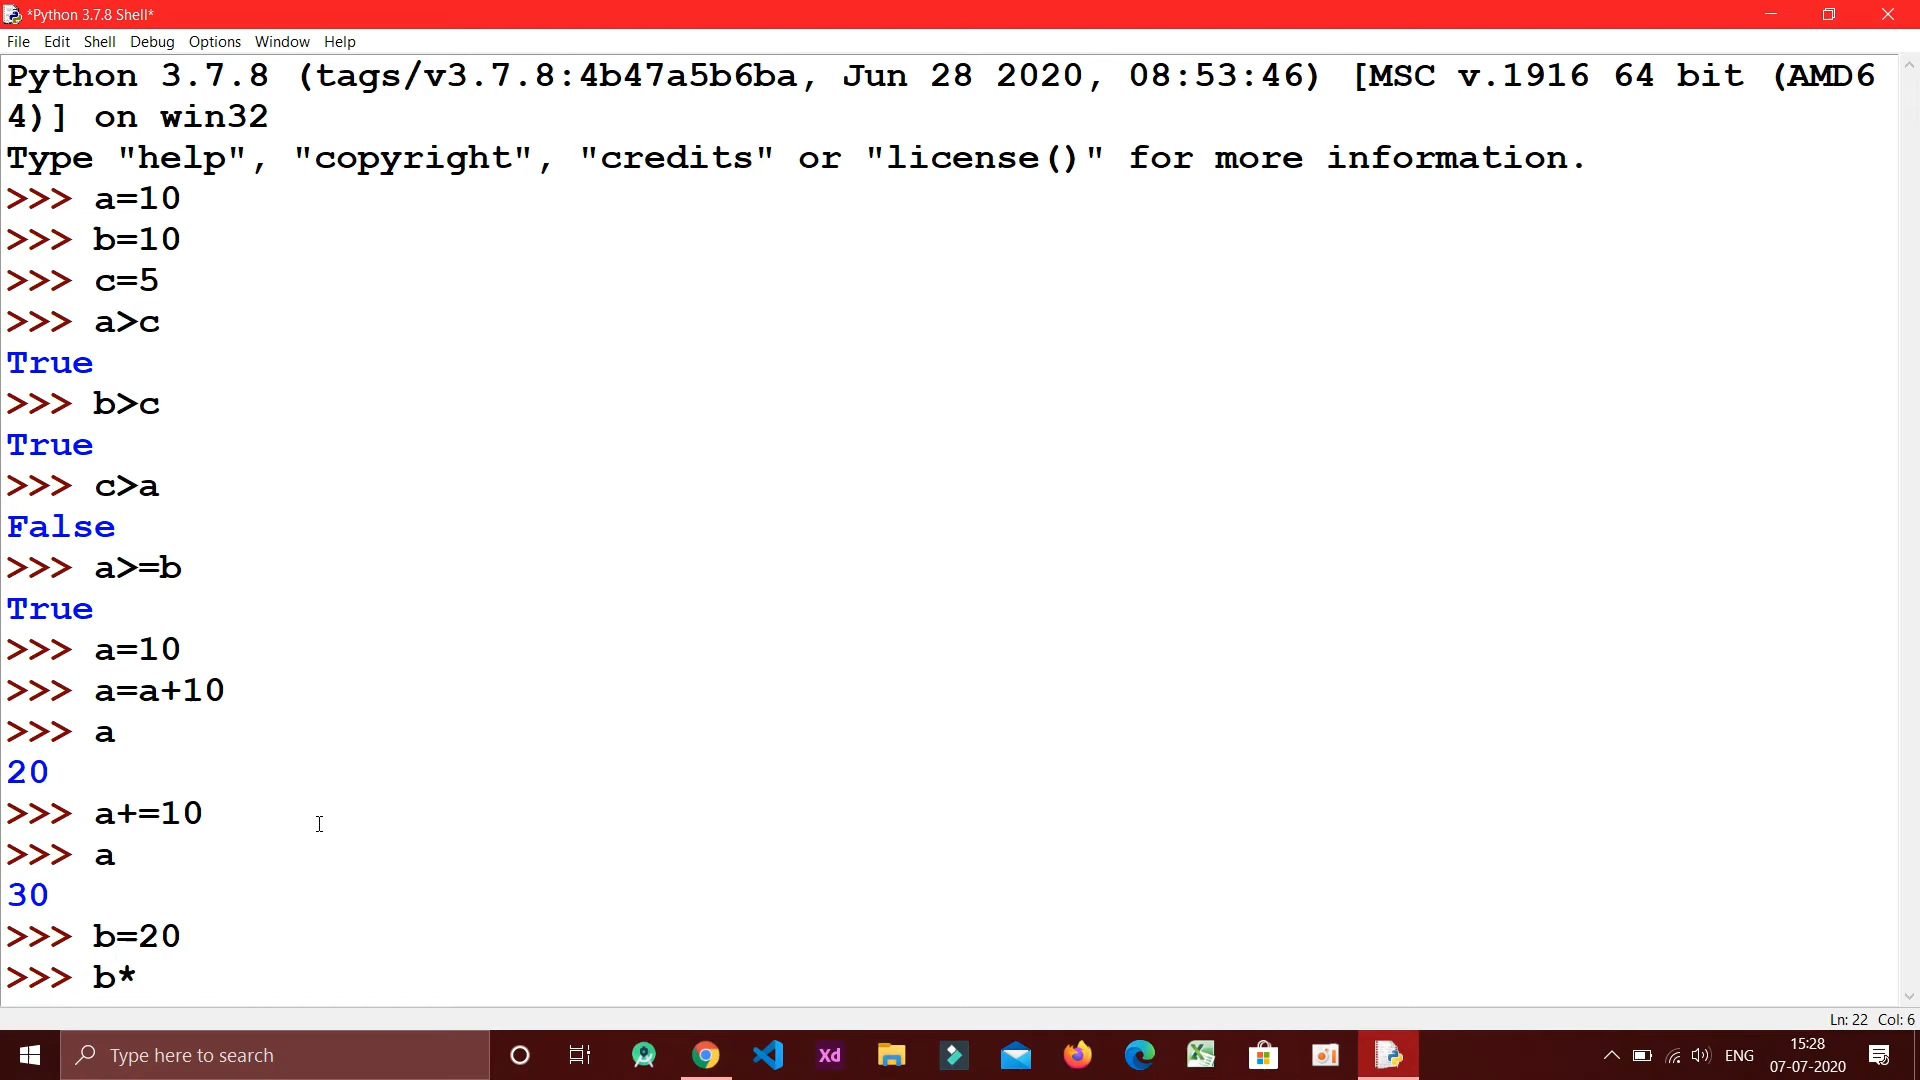 *Python 3.7.8 Shell*
File Edit Shell Debug Options Window Help
Python 3.7.8 (tags/v3.7.8:4b47a5b6ba, Jun 28 2020, 08:53:46) [MSC v.1916 64 bit (AMD6
4)] on win32
Type "help", "copyright", "credits" or "license()" for more information.
>>> a=10
>>> b=10
>>> c=5
>>> a>c
True
>>> b>c
True
>>> c>a
False
>>> a>=b
True
>>> a=10
>>> a=a+10
>>> a
20
>>> a+=10
>>> a
30
>>> b=20
>>> b*
Ln: 22 Col: 6
Type here to search
Xd
ENG
15:28
07-07-2020